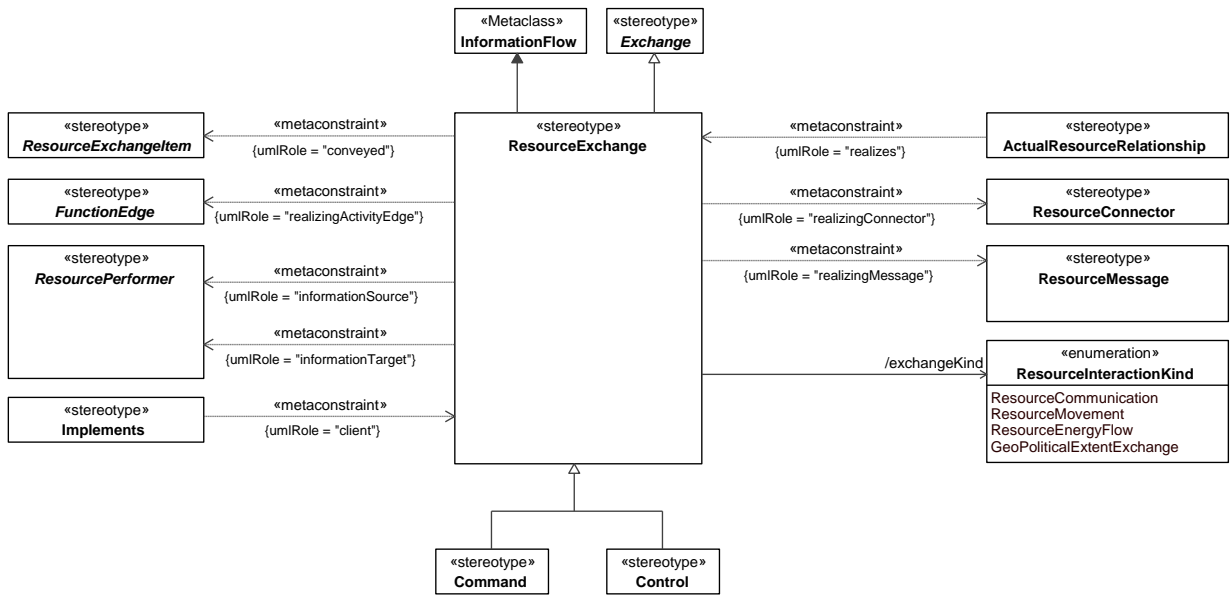 «Metaclass»
InformationFlow
«stereotype»
Exchange
«stereotype»
ResourceExchangeItem
«metaconstraint»
{umlRole = "conveyed"}
«stereotype»
FunctionEdge
«metaconstraint»
{umlRole = "realizingActivityEdge"}
«stereotype»
ResourcePerformer
«metaconstraint»
{umlRole = "informationSource"}
«metaconstraint»
{umlRole = "informationTarget"}
«stereotype»
Implements
«metaconstraint»
{umlRole = "client"}
«stereotype»
ResourceExchange
«metaconstraint»
{umlRole = "realizes"}
«stereotype»
ActualResourceRelationship
«metaconstraint»
{umlRole = "realizingConnector"}
«stereotype»
ResourceConnector
«metaconstraint»
{umlRole = "realizingMessage"}
«stereotype»
ResourceMessage
/exchangeKind
«enumeration»
ResourceInteractionKind
ResourceCommunication
ResourceMovement
ResourceEnergyFlow
GeoPoliticalExtentExchange
«stereotype»
Command
«stereotype»
Control